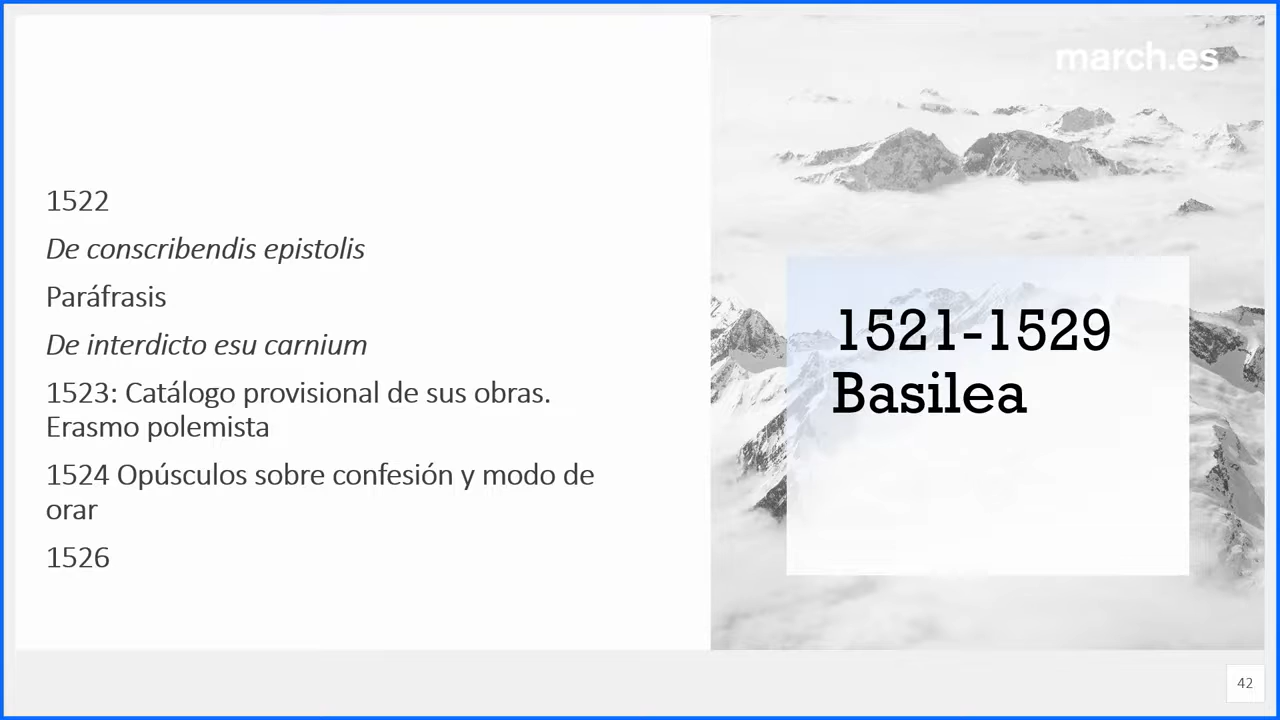 1522
De conscribendis epistolis
Paráfrasis
De interdicto esu carnium
1523: Catálogo provisional de sus obras.
Erasmo polemista
1524 Opúsculos sobre confesión y modo de
orar
1526
march.es
1521-1529
Basilea
42